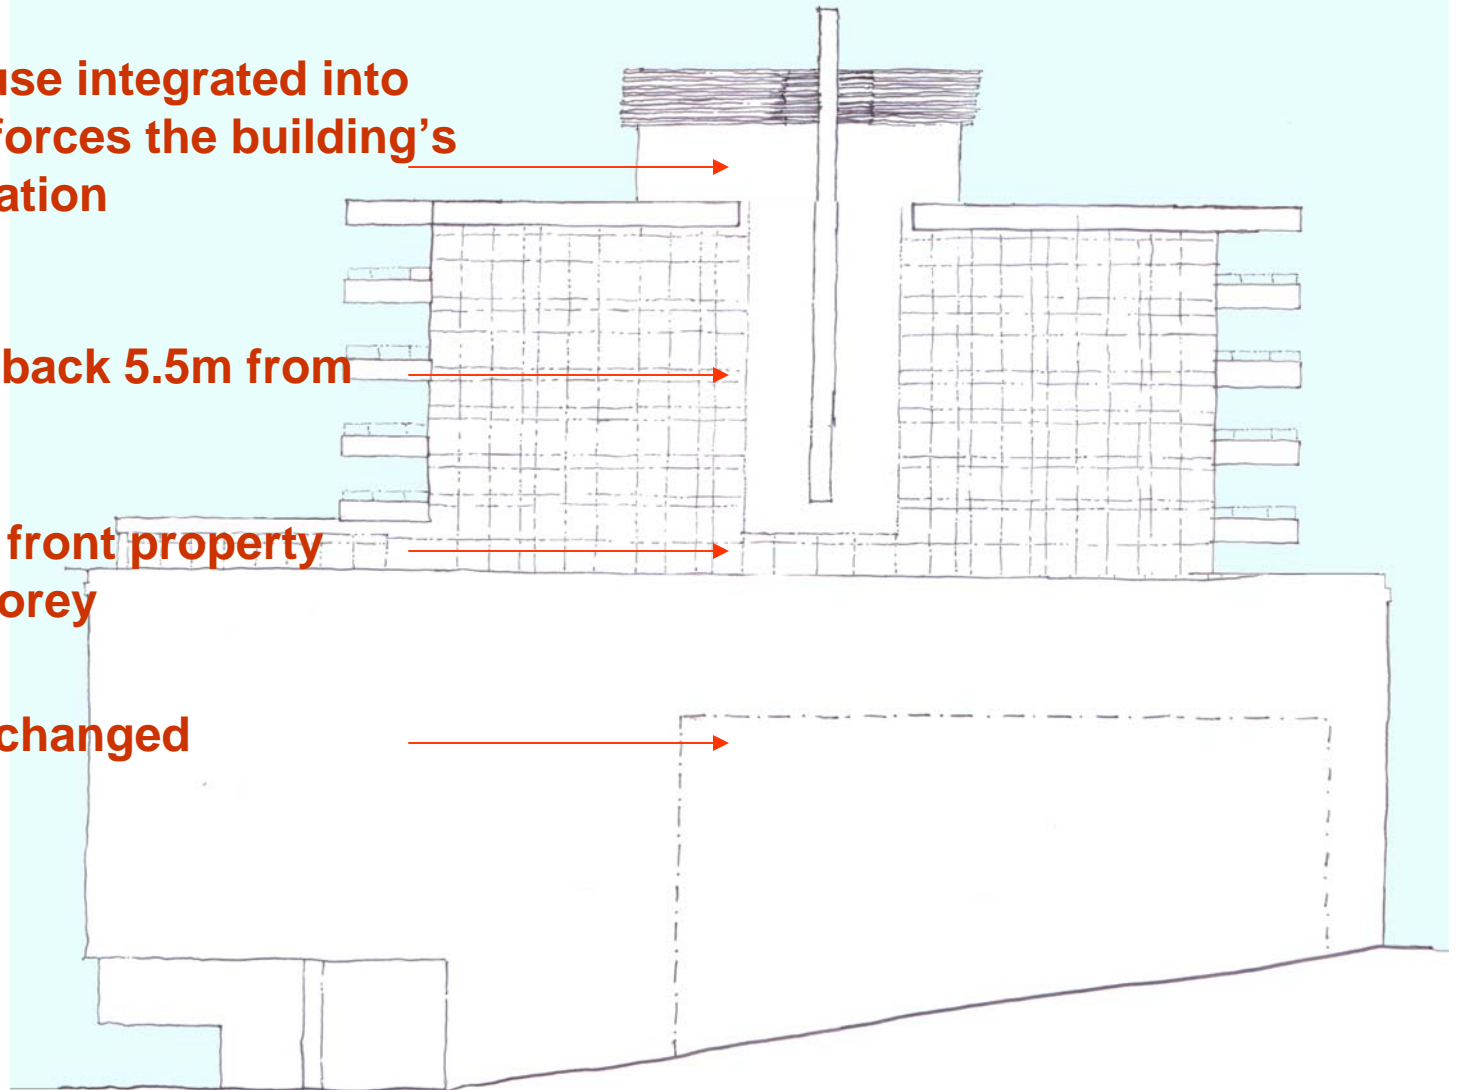 use integrated into
forces the building's
ation
back 5.5m from
front property
orey
changed